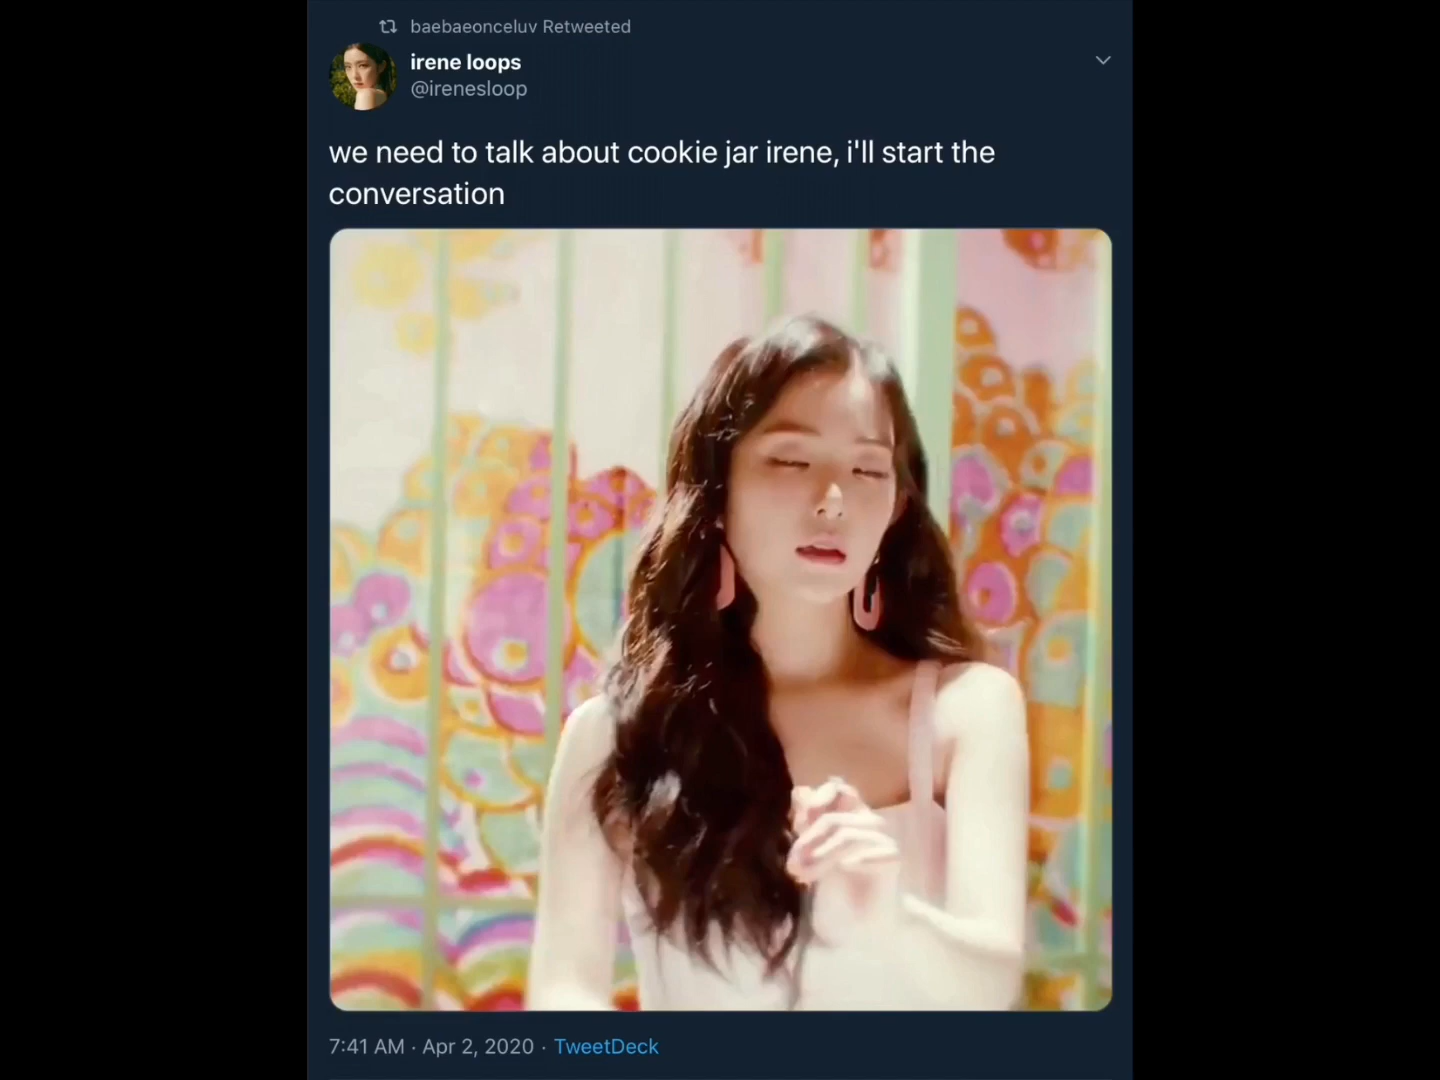 baebaeonceluv Retweeted
irene loops
@irenesloop
we need to talk about cookie jar irene, i'll start the
conversation
7:41 AM · Apr 2, 2020 · TweetDeck